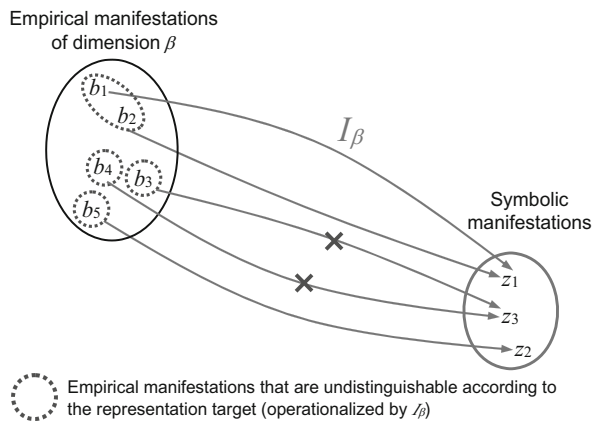 Empirical manifestations
of dimension β
b1
b2
b4
b3
b5
Iβ
Symbolic
manifestations
z1
z3
z2
Empirical manifestations that are undistinguishable according to
the representation target (operationalized by Iβ)